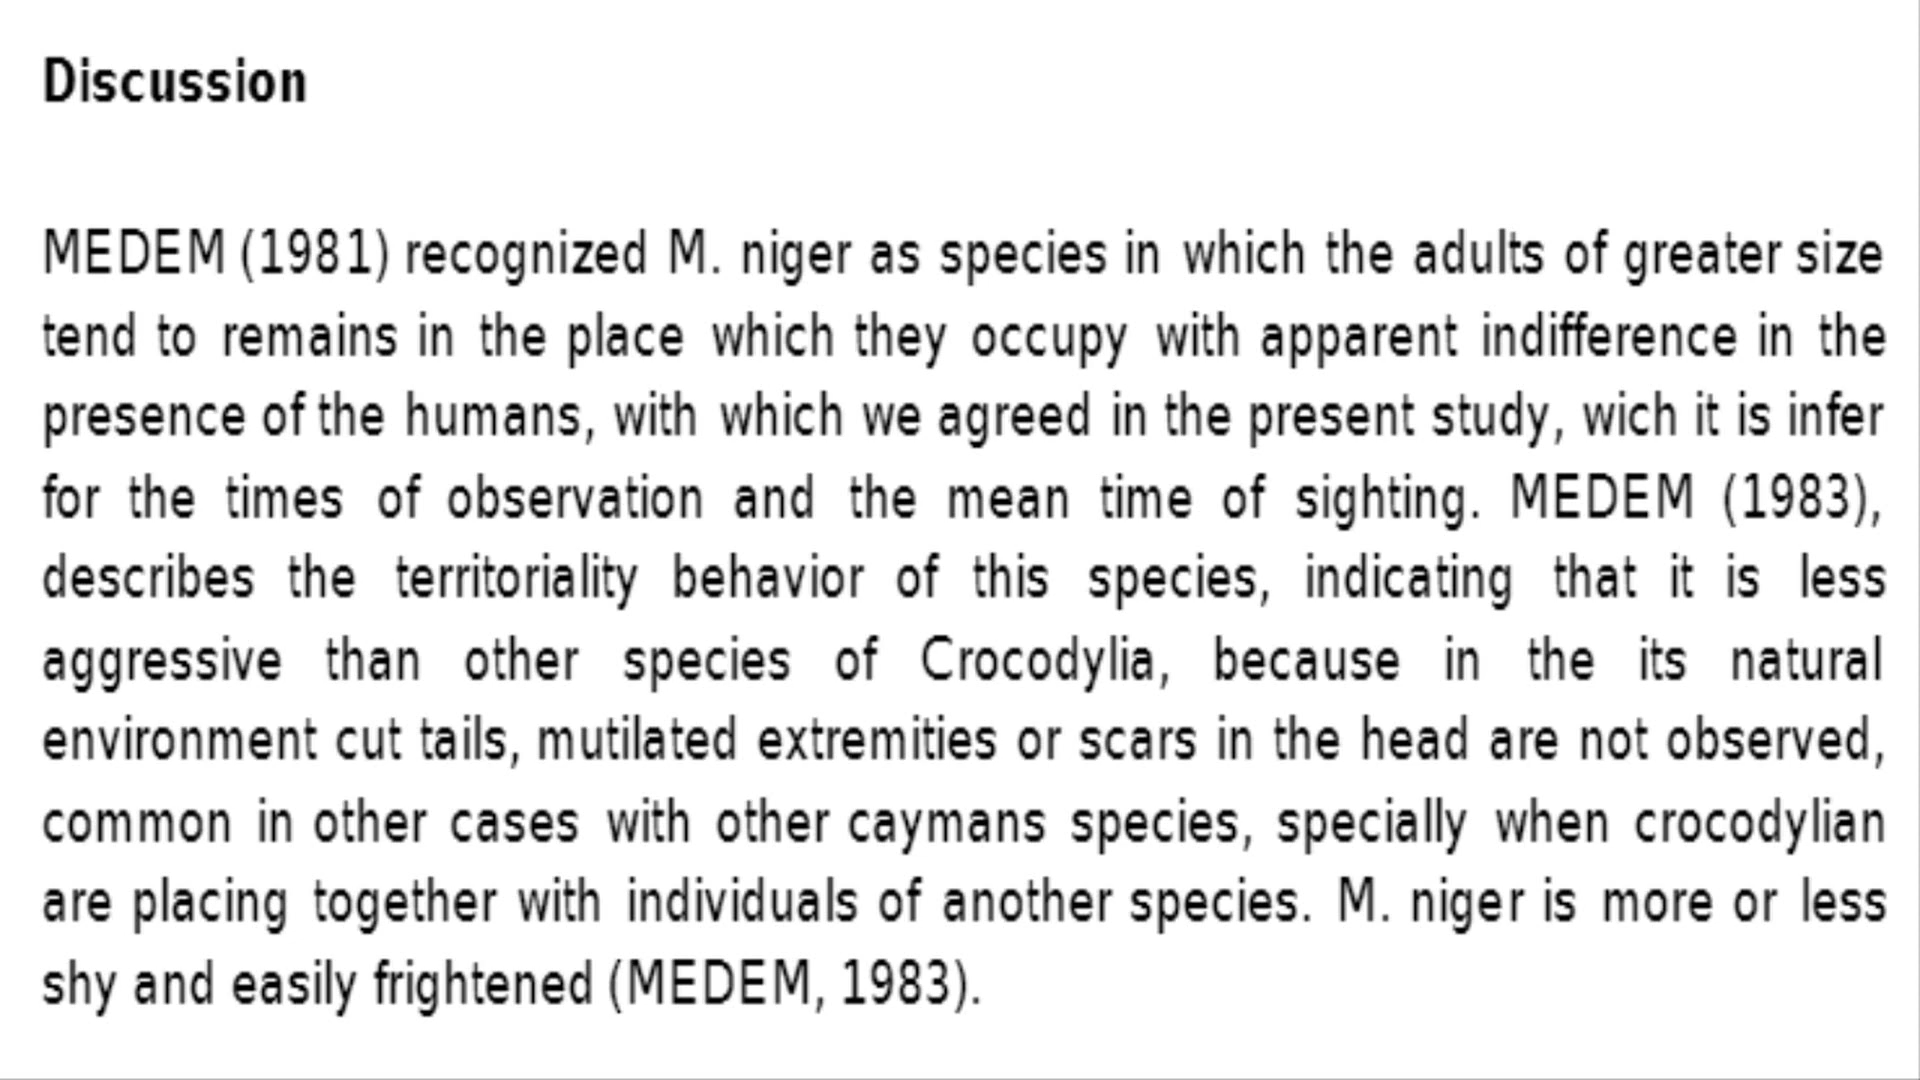 Discussion
MEDEM (1981) recognized M. niger as species in which the adults of greater size
tend to remains in the place which they occupy with apparent indifference in the
presence of the humans, with which we agreed in the present study, wich it is infer
for the times of observation and the mean time of sighting. MEDEM (1983),
describes the territoriality behavior of this species, indicating that it is less
aggressive than other species of Crocodylia, because in the its natural
environment cut tails, mutilated extremities or scars in the head are not observed,
common in other cases with other caymans species, specially when crocodylian
are placing together with individuals of another species. M. niger is more or less
shy and easily frightened (MEDEM, 1983).